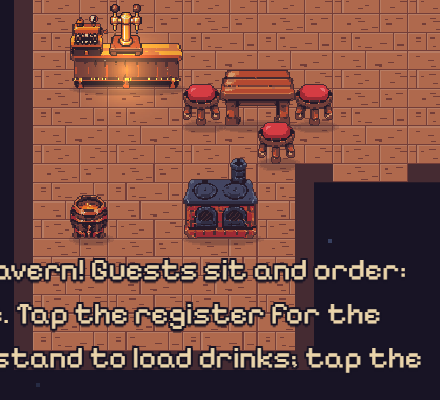 avern! Guests sit and order:
. Tap the register for the
stand to load drinks; tap the